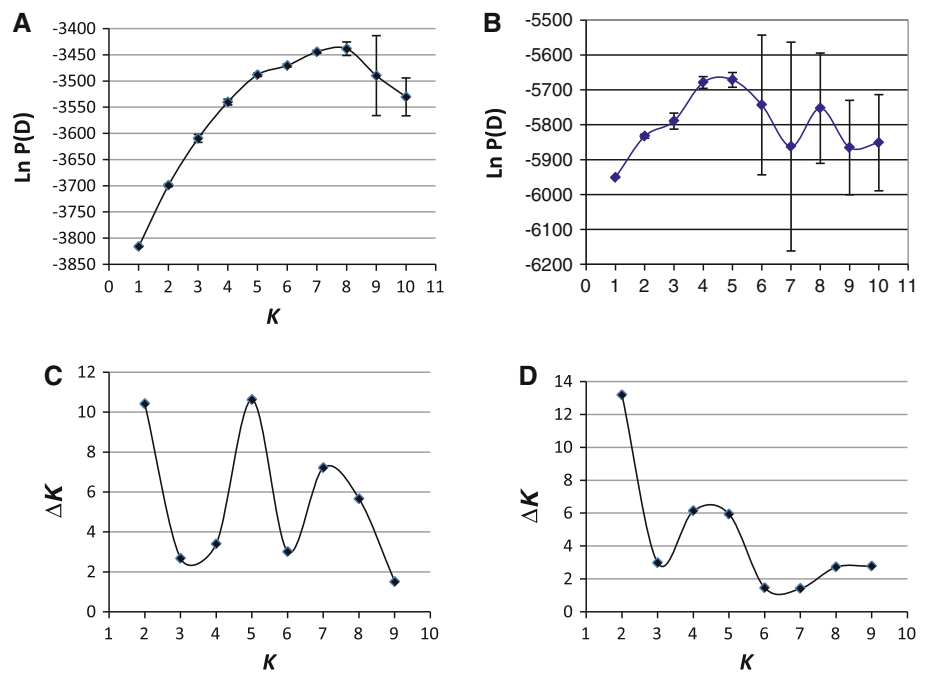 A
-3400
-3450
-3500
-3550
-3600
-3650
-3700
-3750
-3800
-3850
Ln P(D)
0 1 2 3 4 5 6 7 8 9 10 11
K
B
-5500
-5600
-5700
-5800
-5900
-6000
-6100
-6200
Ln P(D)
0 1 2 3 4 5 6 7 8 9 10 11
C
12
10
8
6
4
2
0
ΔK
1 2 3 4 5 6 7 8 9 10
K
D
14
12
10
8
6
4
2
0
ΔK
1 2 3 4 5 6 7 8 9 10
K